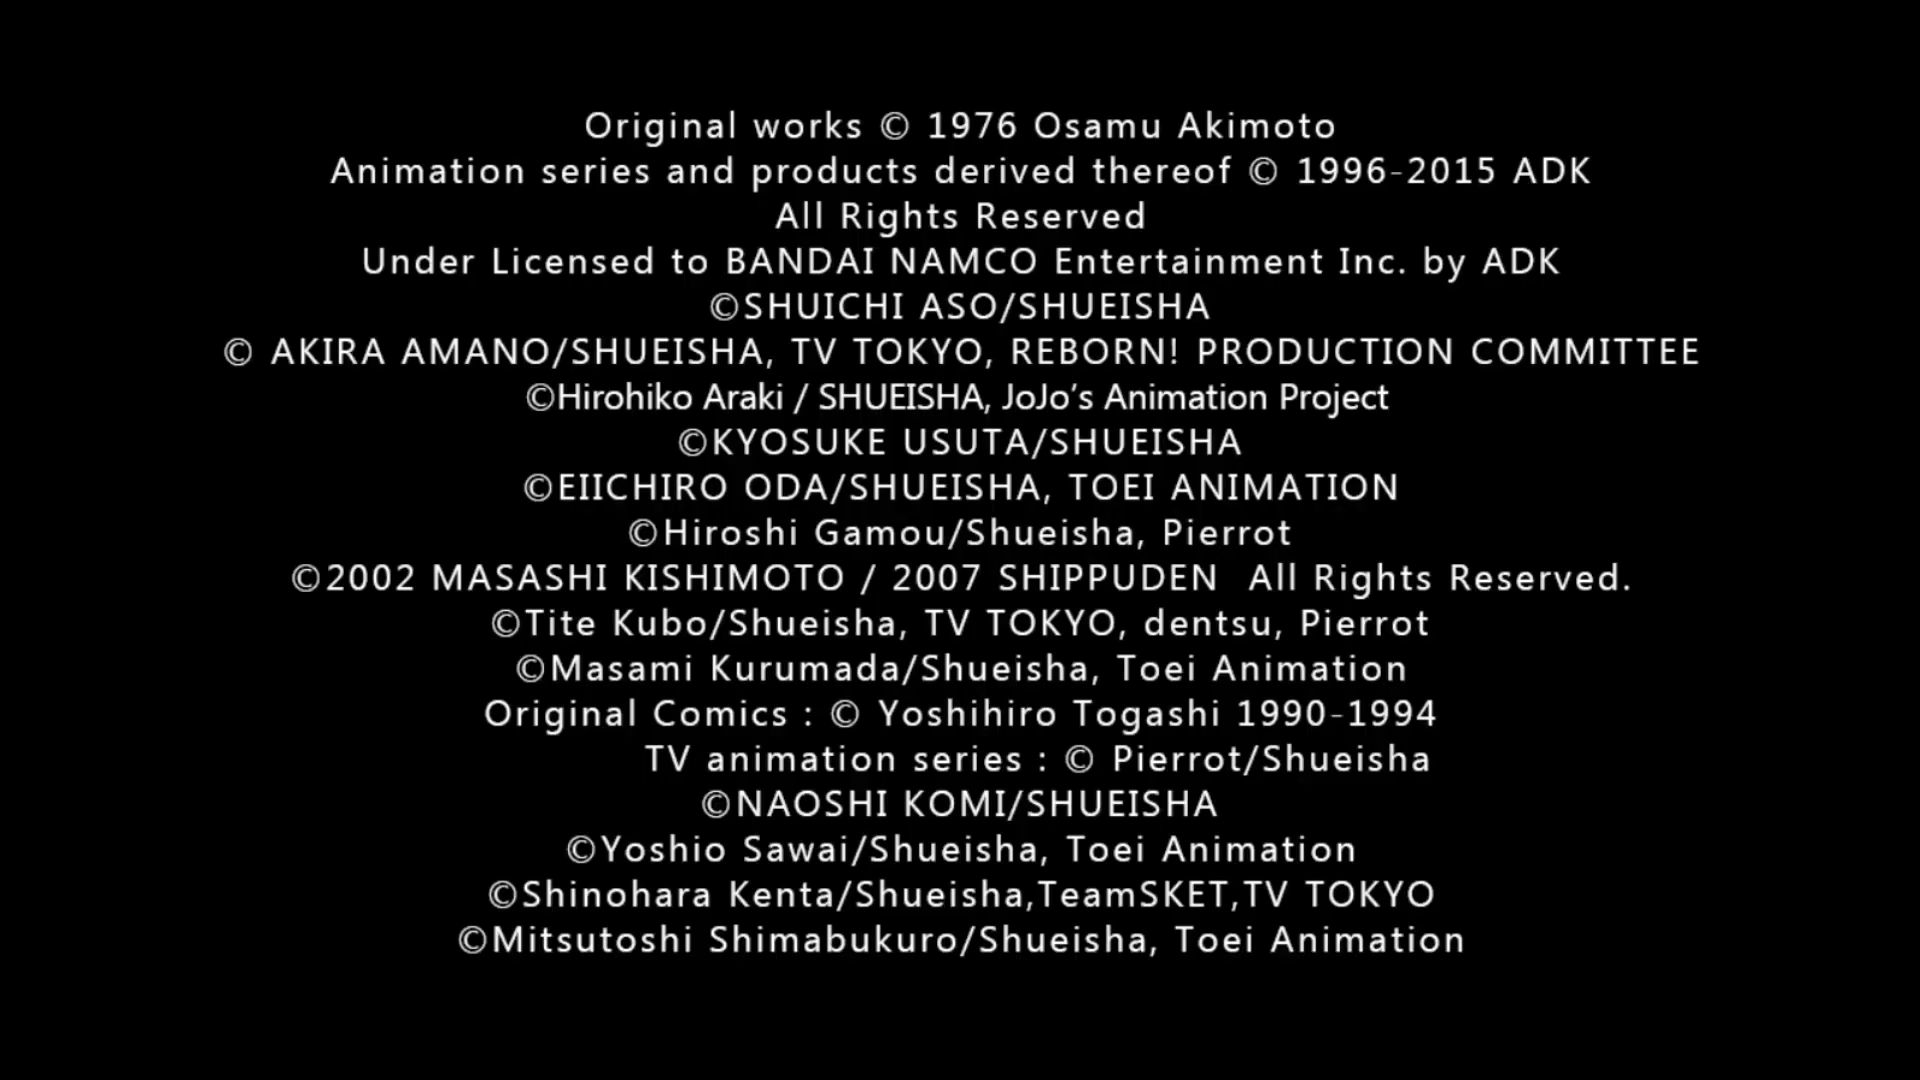 Original works © 1976 Osamu Akimoto
Animation series and products derived thereof © 1996-2015 ADK
All Rights Reserved
Under Licensed to BANDAI NAMCO Entertainment Inc. by ADK
©SHUICHI ASO/SHUEISHA
© AKIRA AMANO/SHUEISHA, TV TOKYO, REBORN! PRODUCTION COMMITTEE
©Hirohiko Araki / SHUEISHA, JoJo's Animation Project
©KYOSUKE USUTA/SHUEISHA
©EIICHIRO ODA/SHUEISHA, TOEI ANIMATION
©Hiroshi Gamou/Shueisha, Pierrot
©2002 MASASHI KISHIMOTO / 2007 SHIPPUDEN  All Rights Reserved.
©Tite Kubo/Shueisha, TV TOKYO, dentsu, Pierrot
©Masami Kurumada/Shueisha, Toei Animation
Original Comics : © Yoshihiro Togashi 1990-1994
TV animation series : © Pierrot/Shueisha
©NAOSHI KOMI/SHUEISHA
©Yoshio Sawai/Shueisha, Toei Animation
©Shinohara Kenta/Shueisha,TeamSKET,TV TOKYO
©Mitsutoshi Shimabukuro/Shueisha, Toei Animation